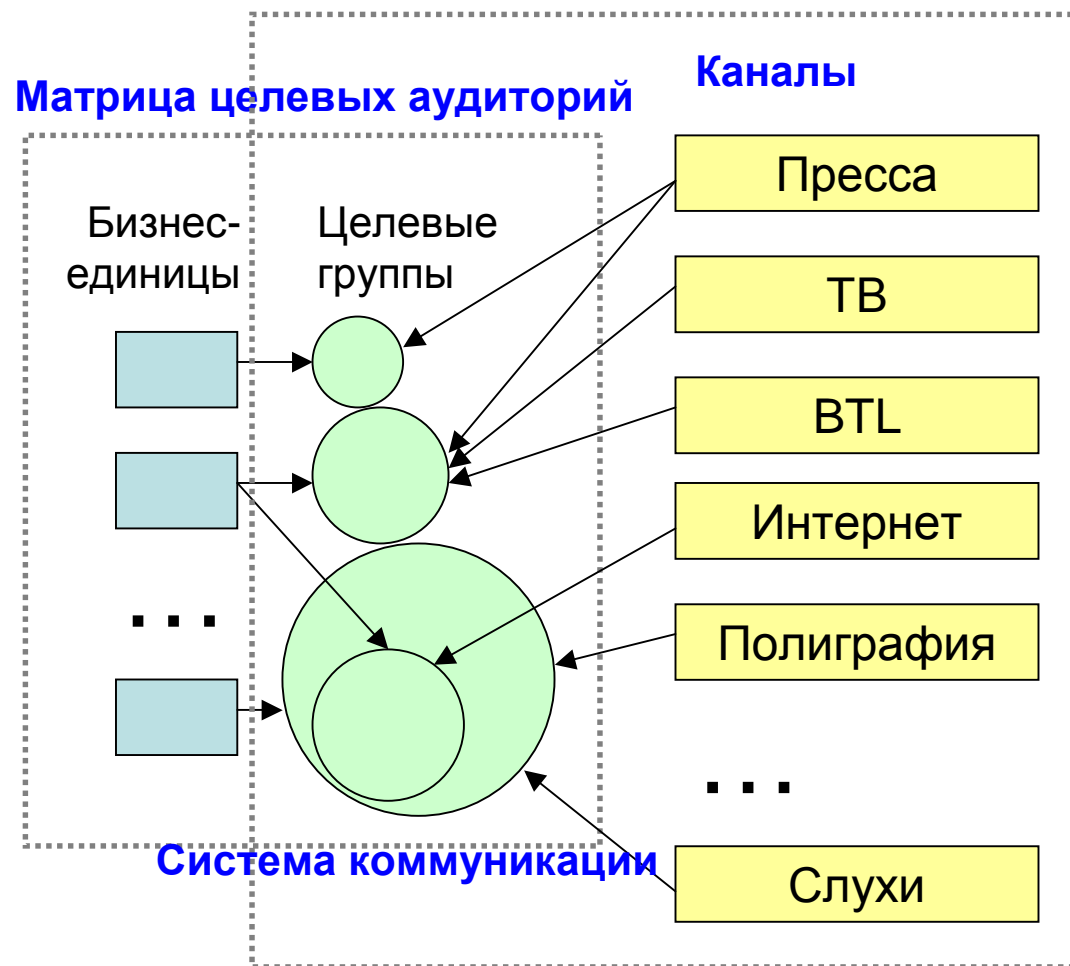 Каналы
Матрица целевых аудиторий
Бизнес-
единицы
Целевые
группы
Пресса
ТВ
BTL
Интернет
Полиграфия
. . .
. . .
Система коммуникации
Слухи